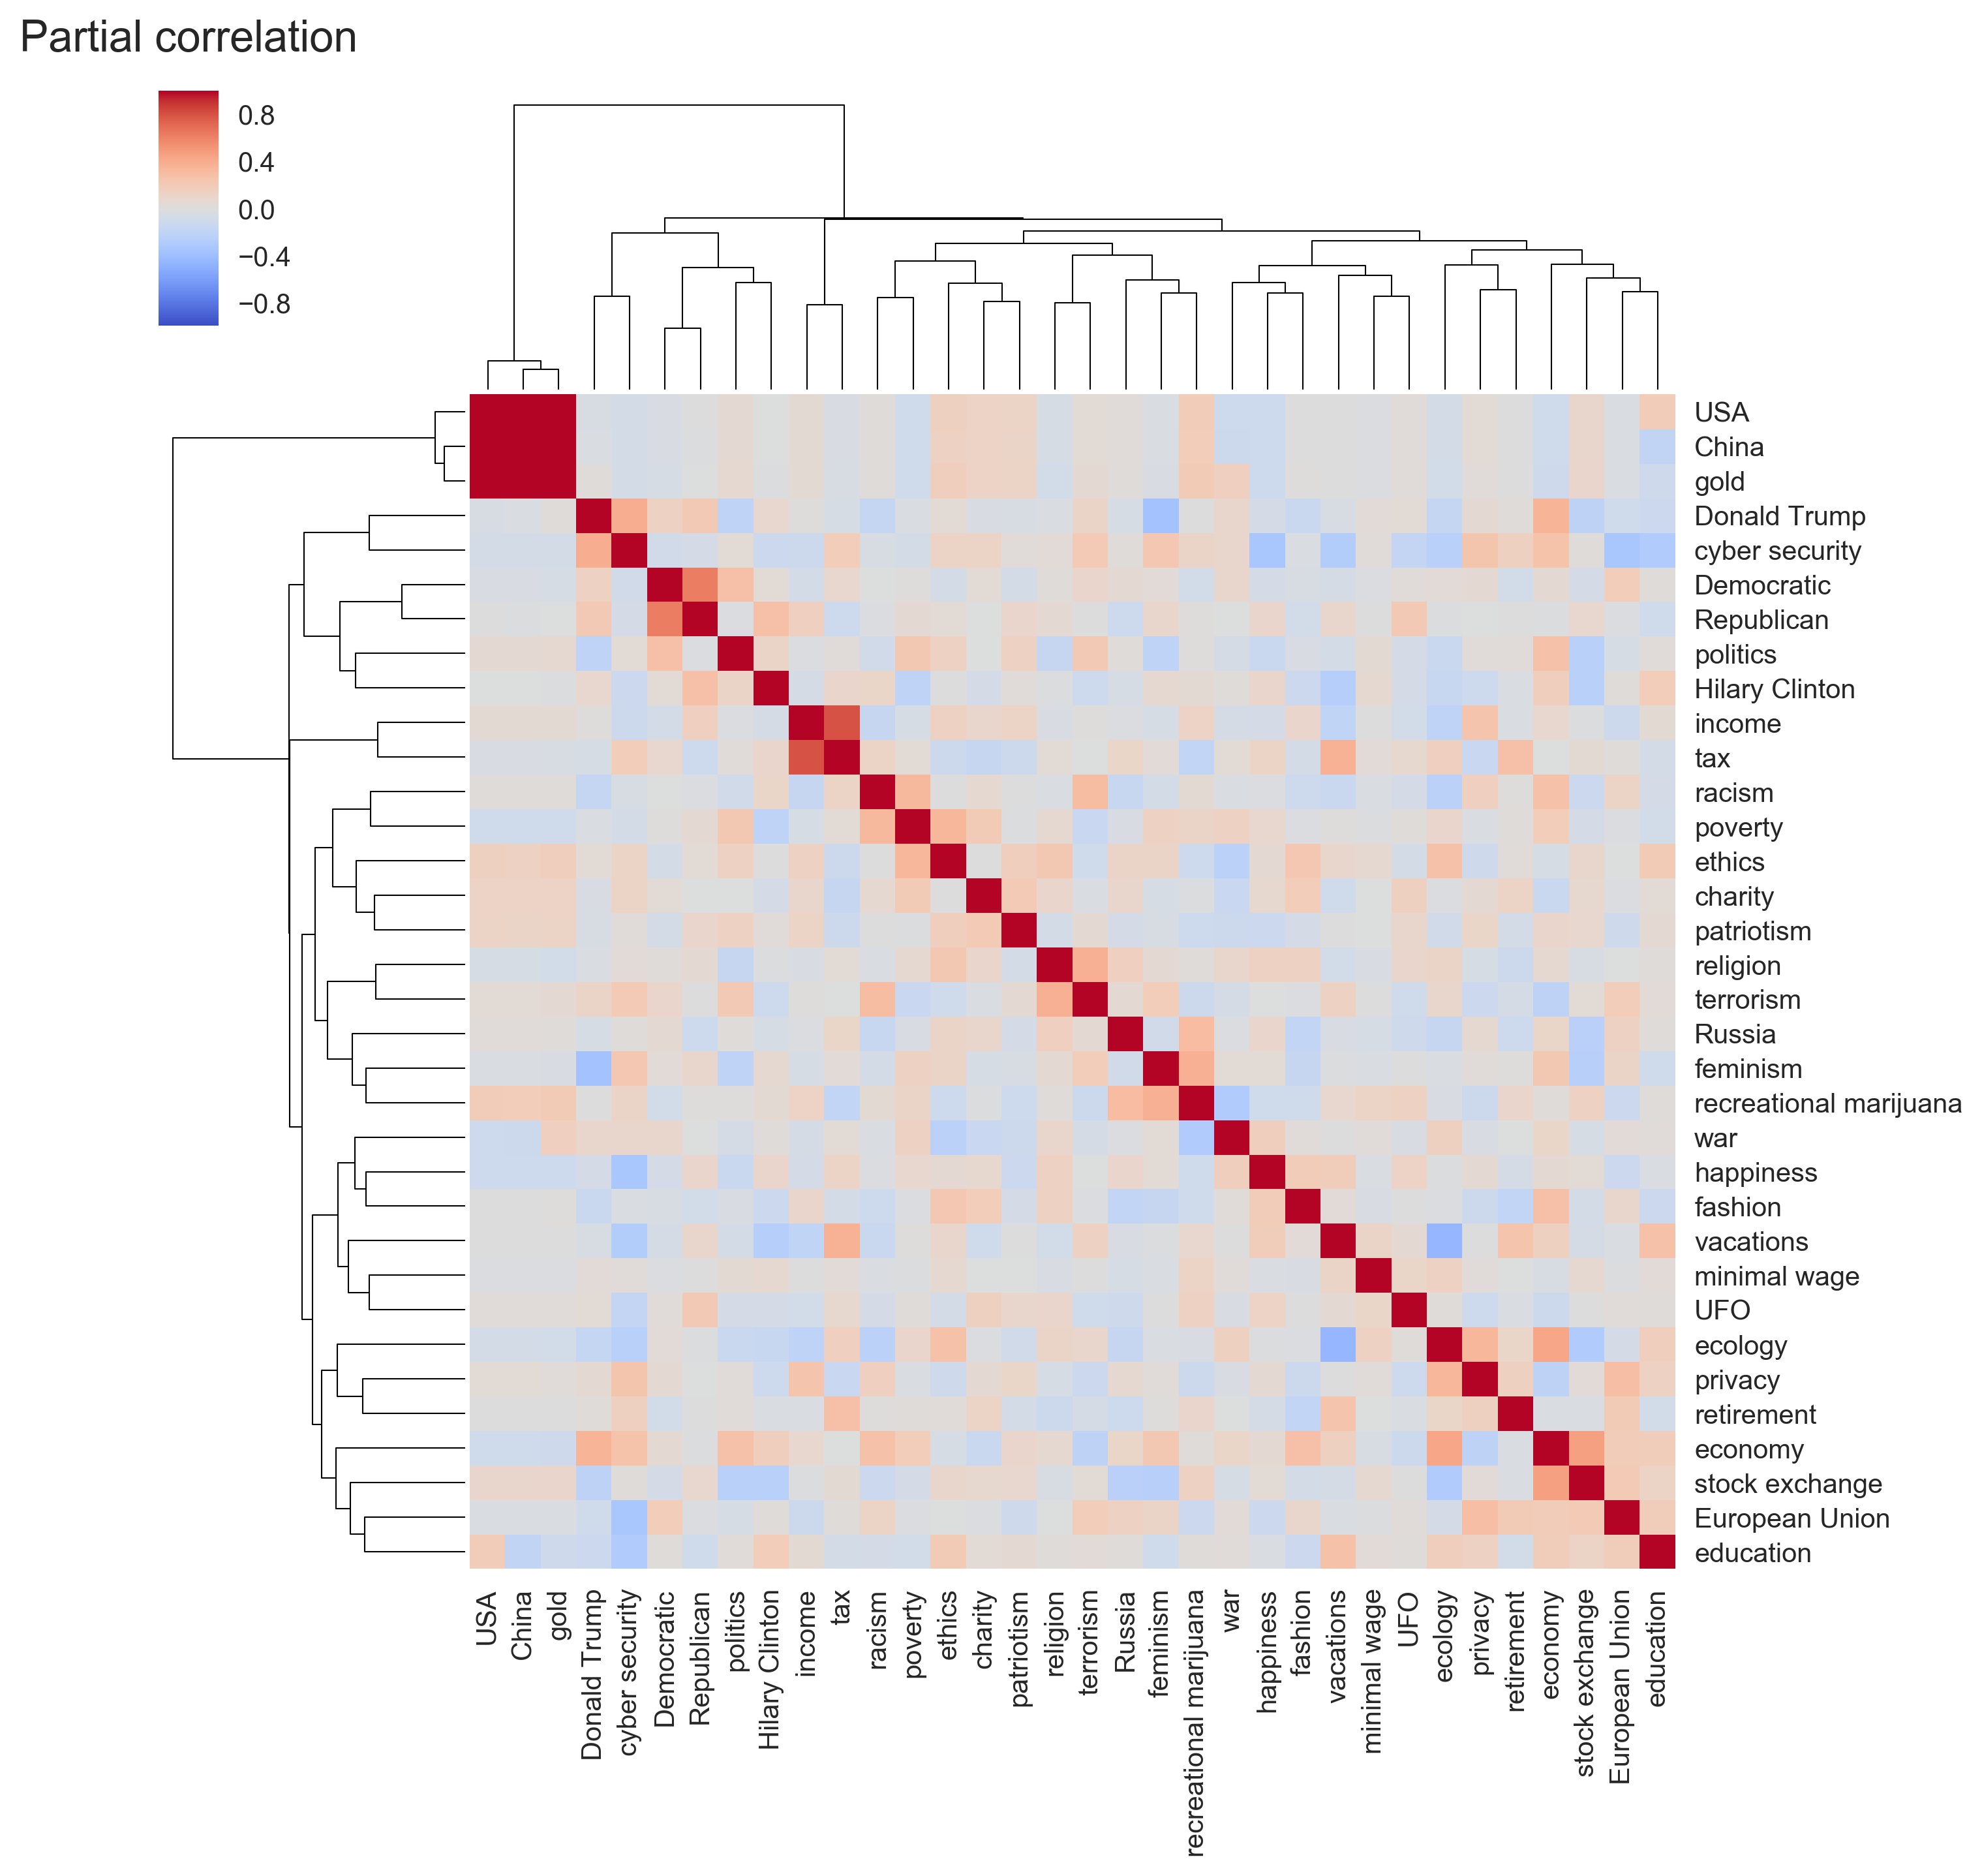 Partial correlation
0.8
0.4
0.0
−0.4
−0.8
USA
China
gold
Donald Trump
cyber security
Democratic
Republican
politics
Hilary Clinton
income
tax
racism
poverty
ethics
charity
patriotism
religion
terrorism
Russia
feminism
recreational marijuana
war
happiness
fashion
vacations
minimal wage
UFO
ecology
privacy
retirement
economy
stock exchange
European Union
education
USA
China
gold
Donald Trump
cyber security
Democratic
Republican
politics
Hilary Clinton
income
tax
racism
poverty
ethics
charity
patriotism
religion
terrorism
Russia
feminism
recreational marijuana
war
happiness
fashion
vacations
minimal wage
UFO
ecology
privacy
retirement
economy
stock exchange
European Union
education